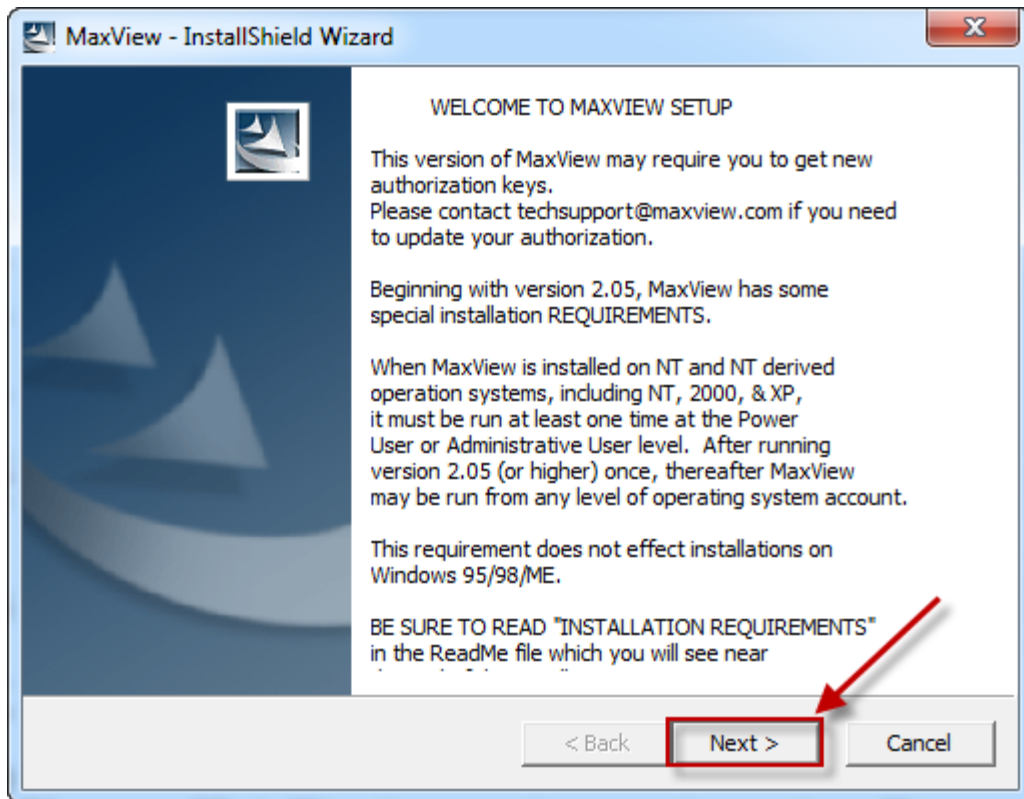 MaxView - InstallShield Wizard
WELCOME TO MAXVIEW SETUP
This version of MaxView may require you to get new
authorization keys.
Please contact techsupport@maxview.com if you need
to update your authorization.
Beginning with version 2.05, MaxView has some
special installation REQUIREMENTS.
When MaxView is installed on NT and NT derived
operation systems, including NT, 2000, & XP,
it must be run at least one time at the Power
User or Administrative User level. After running
version 2.05 (or higher) once, thereafter MaxView
may be run from any level of operating system account.
This requirement does not effect installations on
Windows 95/98/ME.
BE SURE TO READ "INSTALLATION REQUIREMENTS"
in the ReadMe file which you will see near
< Back
Next >
Cancel